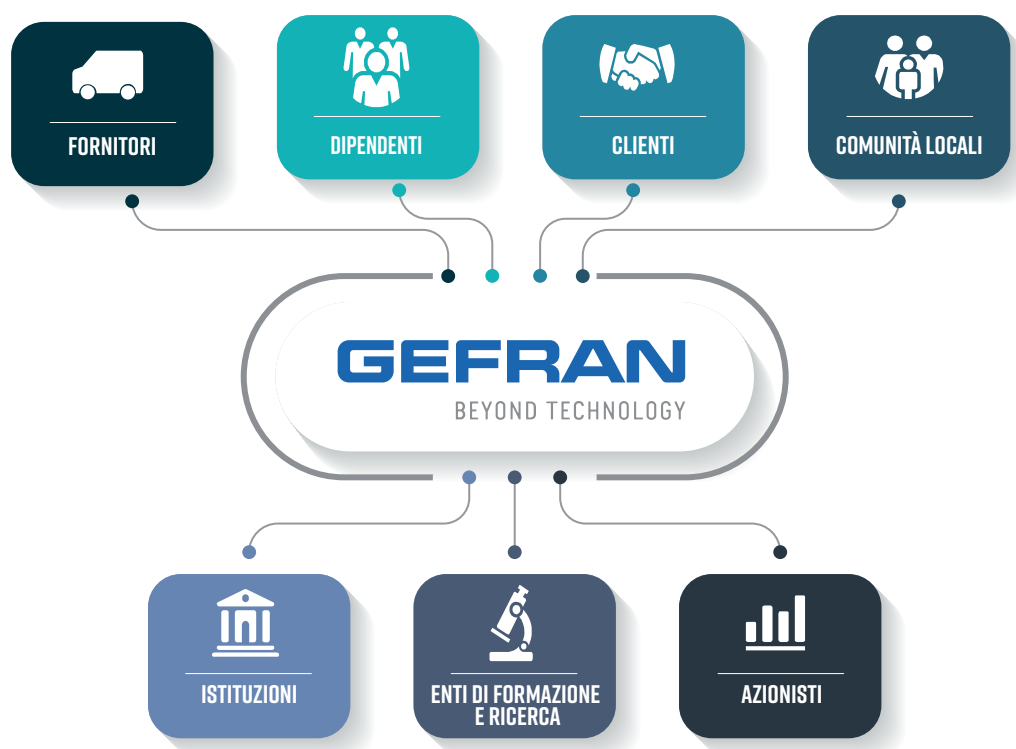 FORNITORI
DIPENDENTI
CLIENTI
COMUNITÀ LOCALI
GEFRAN
BEYOND TECHNOLOGY
ISTITUZIONI
ENTI DI FORMAZIONE
E RICERCA
AZIONISTI